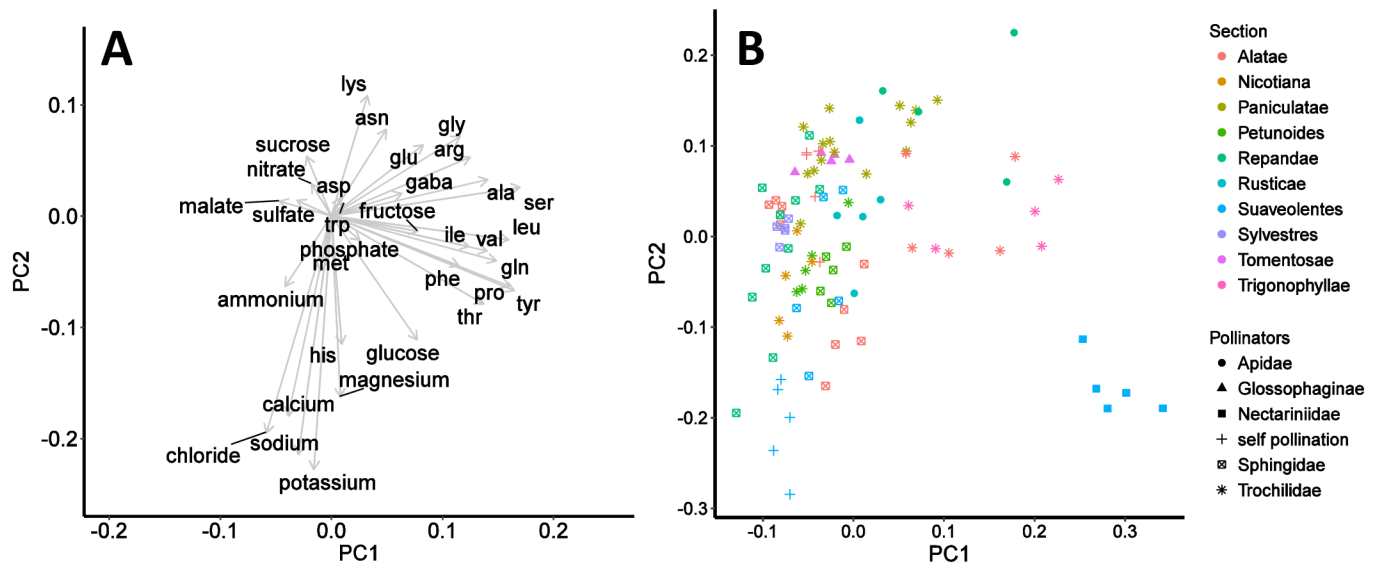 A
lys
asn
gly
glu
arg
sucrose
nitrate
asp
gaba
ala
ser
malate
sulfate
fructose
trp
leu
ile
val
phosphate
met
gln
phe
ammonium
pro
tyr
thr
his
glucose
magnesium
calcium
sodium
chloride
potassium
0.1
0.0
-0.1
-0.2
PC2
-0.2
-0.1
0.0
0.1
0.2
PC1
B
0.2
0.1
0.0
-0.1
-0.2
-0.3
PC2
-0.1
0.0
0.1
0.2
0.3
PC1
Section
Alatae
Nicotiana
Paniculatae
Petunoides
Repandae
Rusticae
Suaveolentes
Sylvestres
Tomentosae
Trigonophyllae
Pollinators
Apidae
Glossophaginae
Nectariniidae
self pollination
Sphingidae
Trochilidae